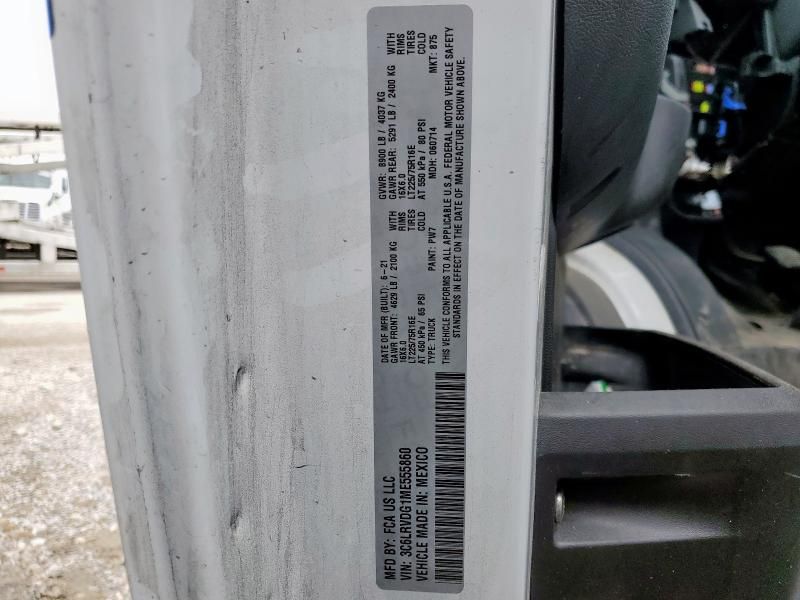 MFD BY: FCA US LLC
VIN: 3C6LRVDG1ME555860
VEHICLE MADE IN: MEXICO
DATE OF MFR (BUILT): 6-21
GAWR FRONT: 4629 LB / 2100 KG WITH
16X6.0 RIMS
LT225/75R16E TIRES
AT 450 kPa / 65 PSI COLD
TYPE: TRUCK PAINT: PW7
GVWR: 8900 LB / 4037 KG
GAWR REAR: 5291 LB / 2400 KG WITH
16X6.0 RIMS
LT225/75R16E TIRES
AT 550 kPa / 80 PSI COLD
MDH: 060714 MKT: 875
THIS VEHICLE CONFORMS TO ALL APPLICABLE U.S.A. FEDERAL MOTOR VEHICLE SAFETY
STANDARDS IN EFFECT ON THE DATE OF MANUFACTURE SHOWN ABOVE.